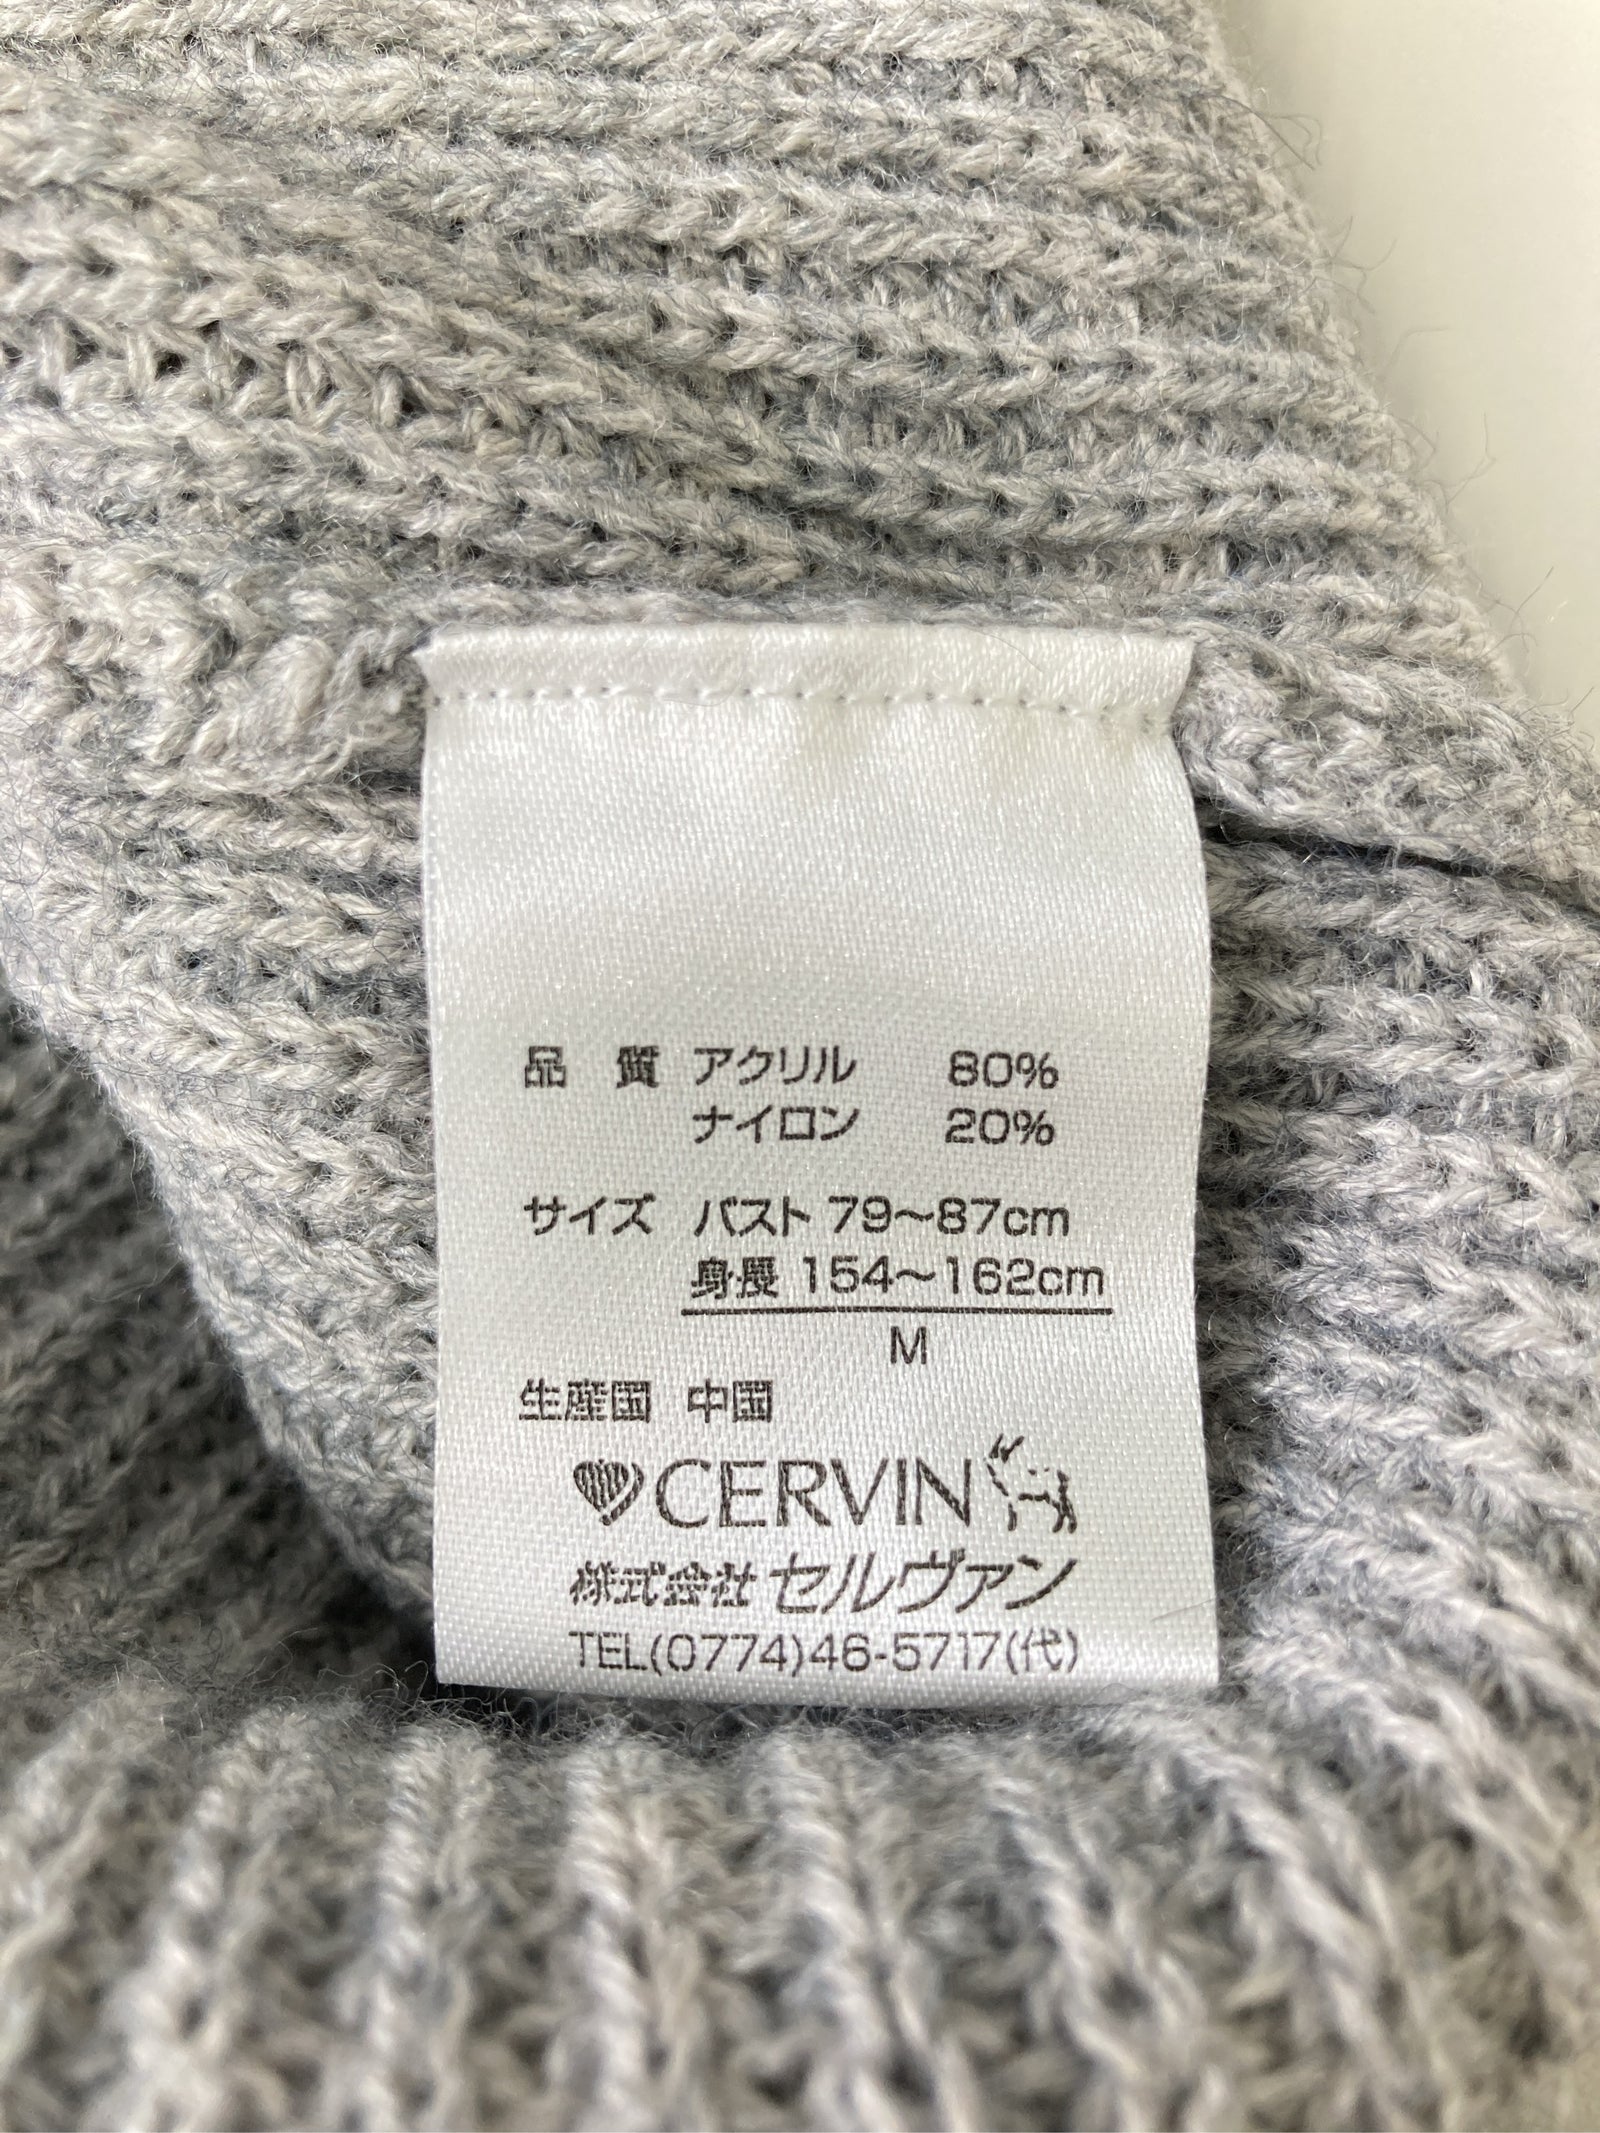 品 質 アクリル 80%
ナイロン 20%
サイズ バスト 79～87cm
身長 154～162cm
M
生産国 中国
CERVIN
株式会社 セルヴァン
TEL(0774)46-5717(代)